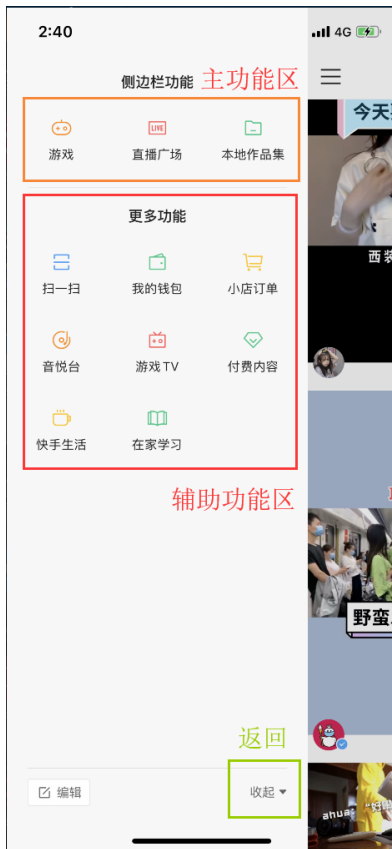 2:40
4G
侧边栏功能 主功能区
LIVE
游戏 直播广场 本地作品集
更多功能
扫一扫 我的钱包 小店订单
音悦台 游戏TV 付费内容
快手生活 在家学习
辅助功能区
返回
编辑 收起
今天
西装
野蛮
ahua: